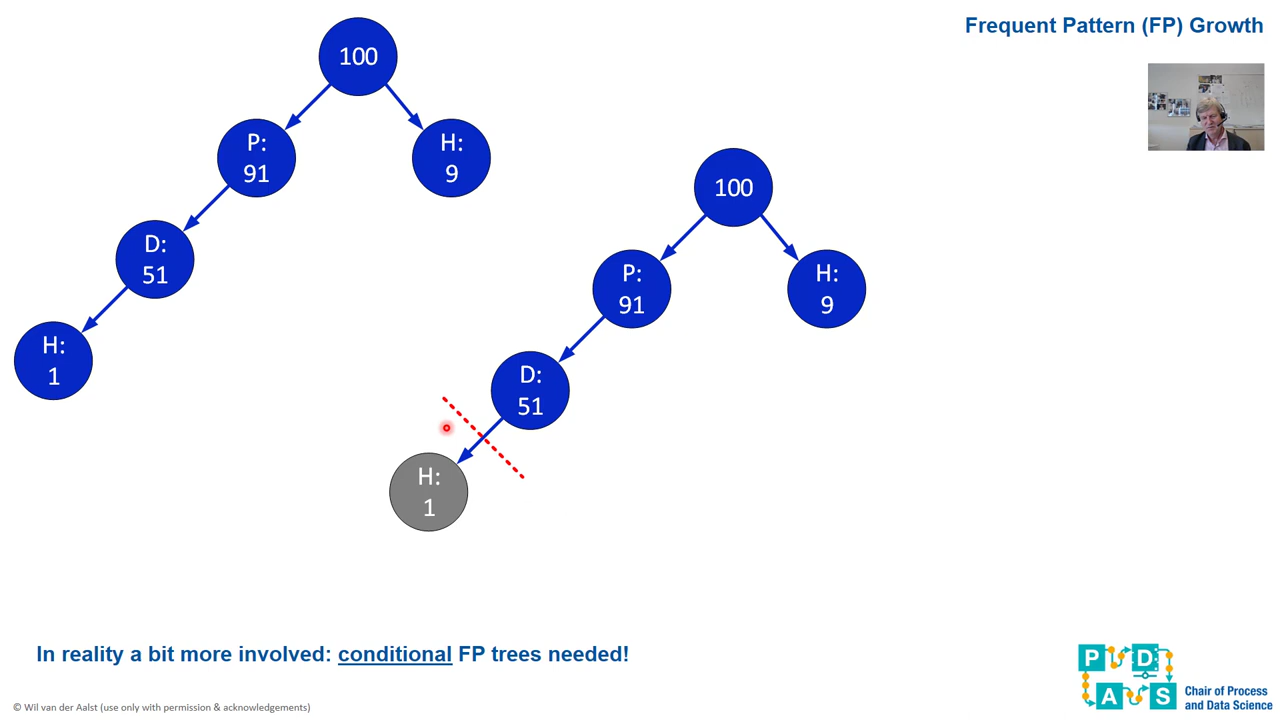 Frequent Pattern (FP) Growth
100
P:
91
H:
9
D:
51
H:
1
100
P:
91
H:
9
D:
51
H:
1
In reality a bit more involved: conditional FP trees needed!
© Wil van der Aalst (use only with permission & acknowledgements)
P D
A S
Chair of Process
and Data Science